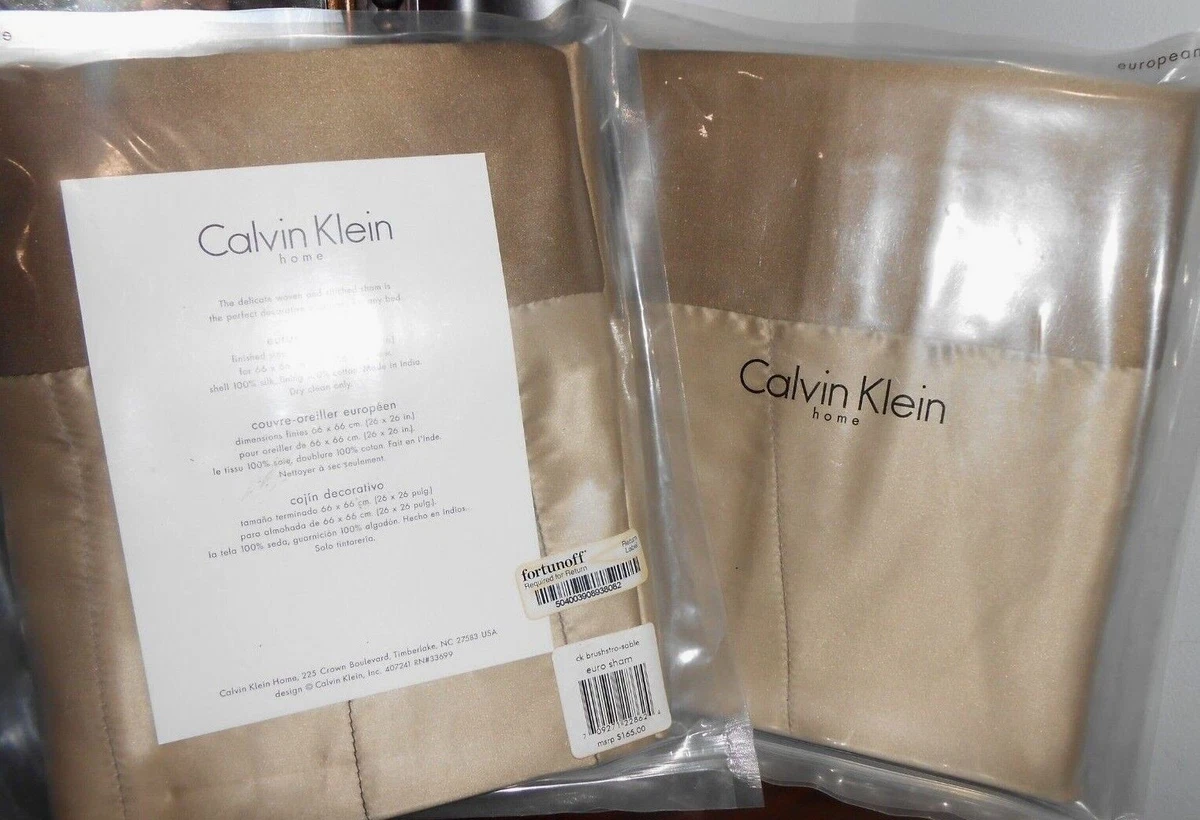 e
european
Calvin Klein
home
The delicate woven and stitched sham is
the perfect decorative any bed.
finished
for 66 x 66
shell 100% silk, lining 100% cotton. Made in India.
Dry clean only.
couvre-oreiller européen
dimensions finies 66 x 66 cm. (26 x 26 in.)
pour oreiller de 66 x 66 cm. (26 x 26 in.).
le tissu 100% soie, doublure 100% coton. Fait en l'Inde.
Nettoyer à sec seulement.
cojín decorativo
tamaño terminado 66 x 66 cm. (26 x 26 pulg.)
para almohada de 66 x 66 cm. (26 x 26 pulg.).
la tela 100% seda, guarnición 100% algodón. Hecho en Indias.
Solo tintorería.
Calvin Klein Home, 225 Crown Boulevard, Timberlake, NC 27583 USA
design © Calvin Klein, Inc. 407241 RN#33699
fortunoff
Return
Label
Required for Return
504003908938082
ck brushstro-sable
euro sham
msrp $165.00
Calvin Klein
home